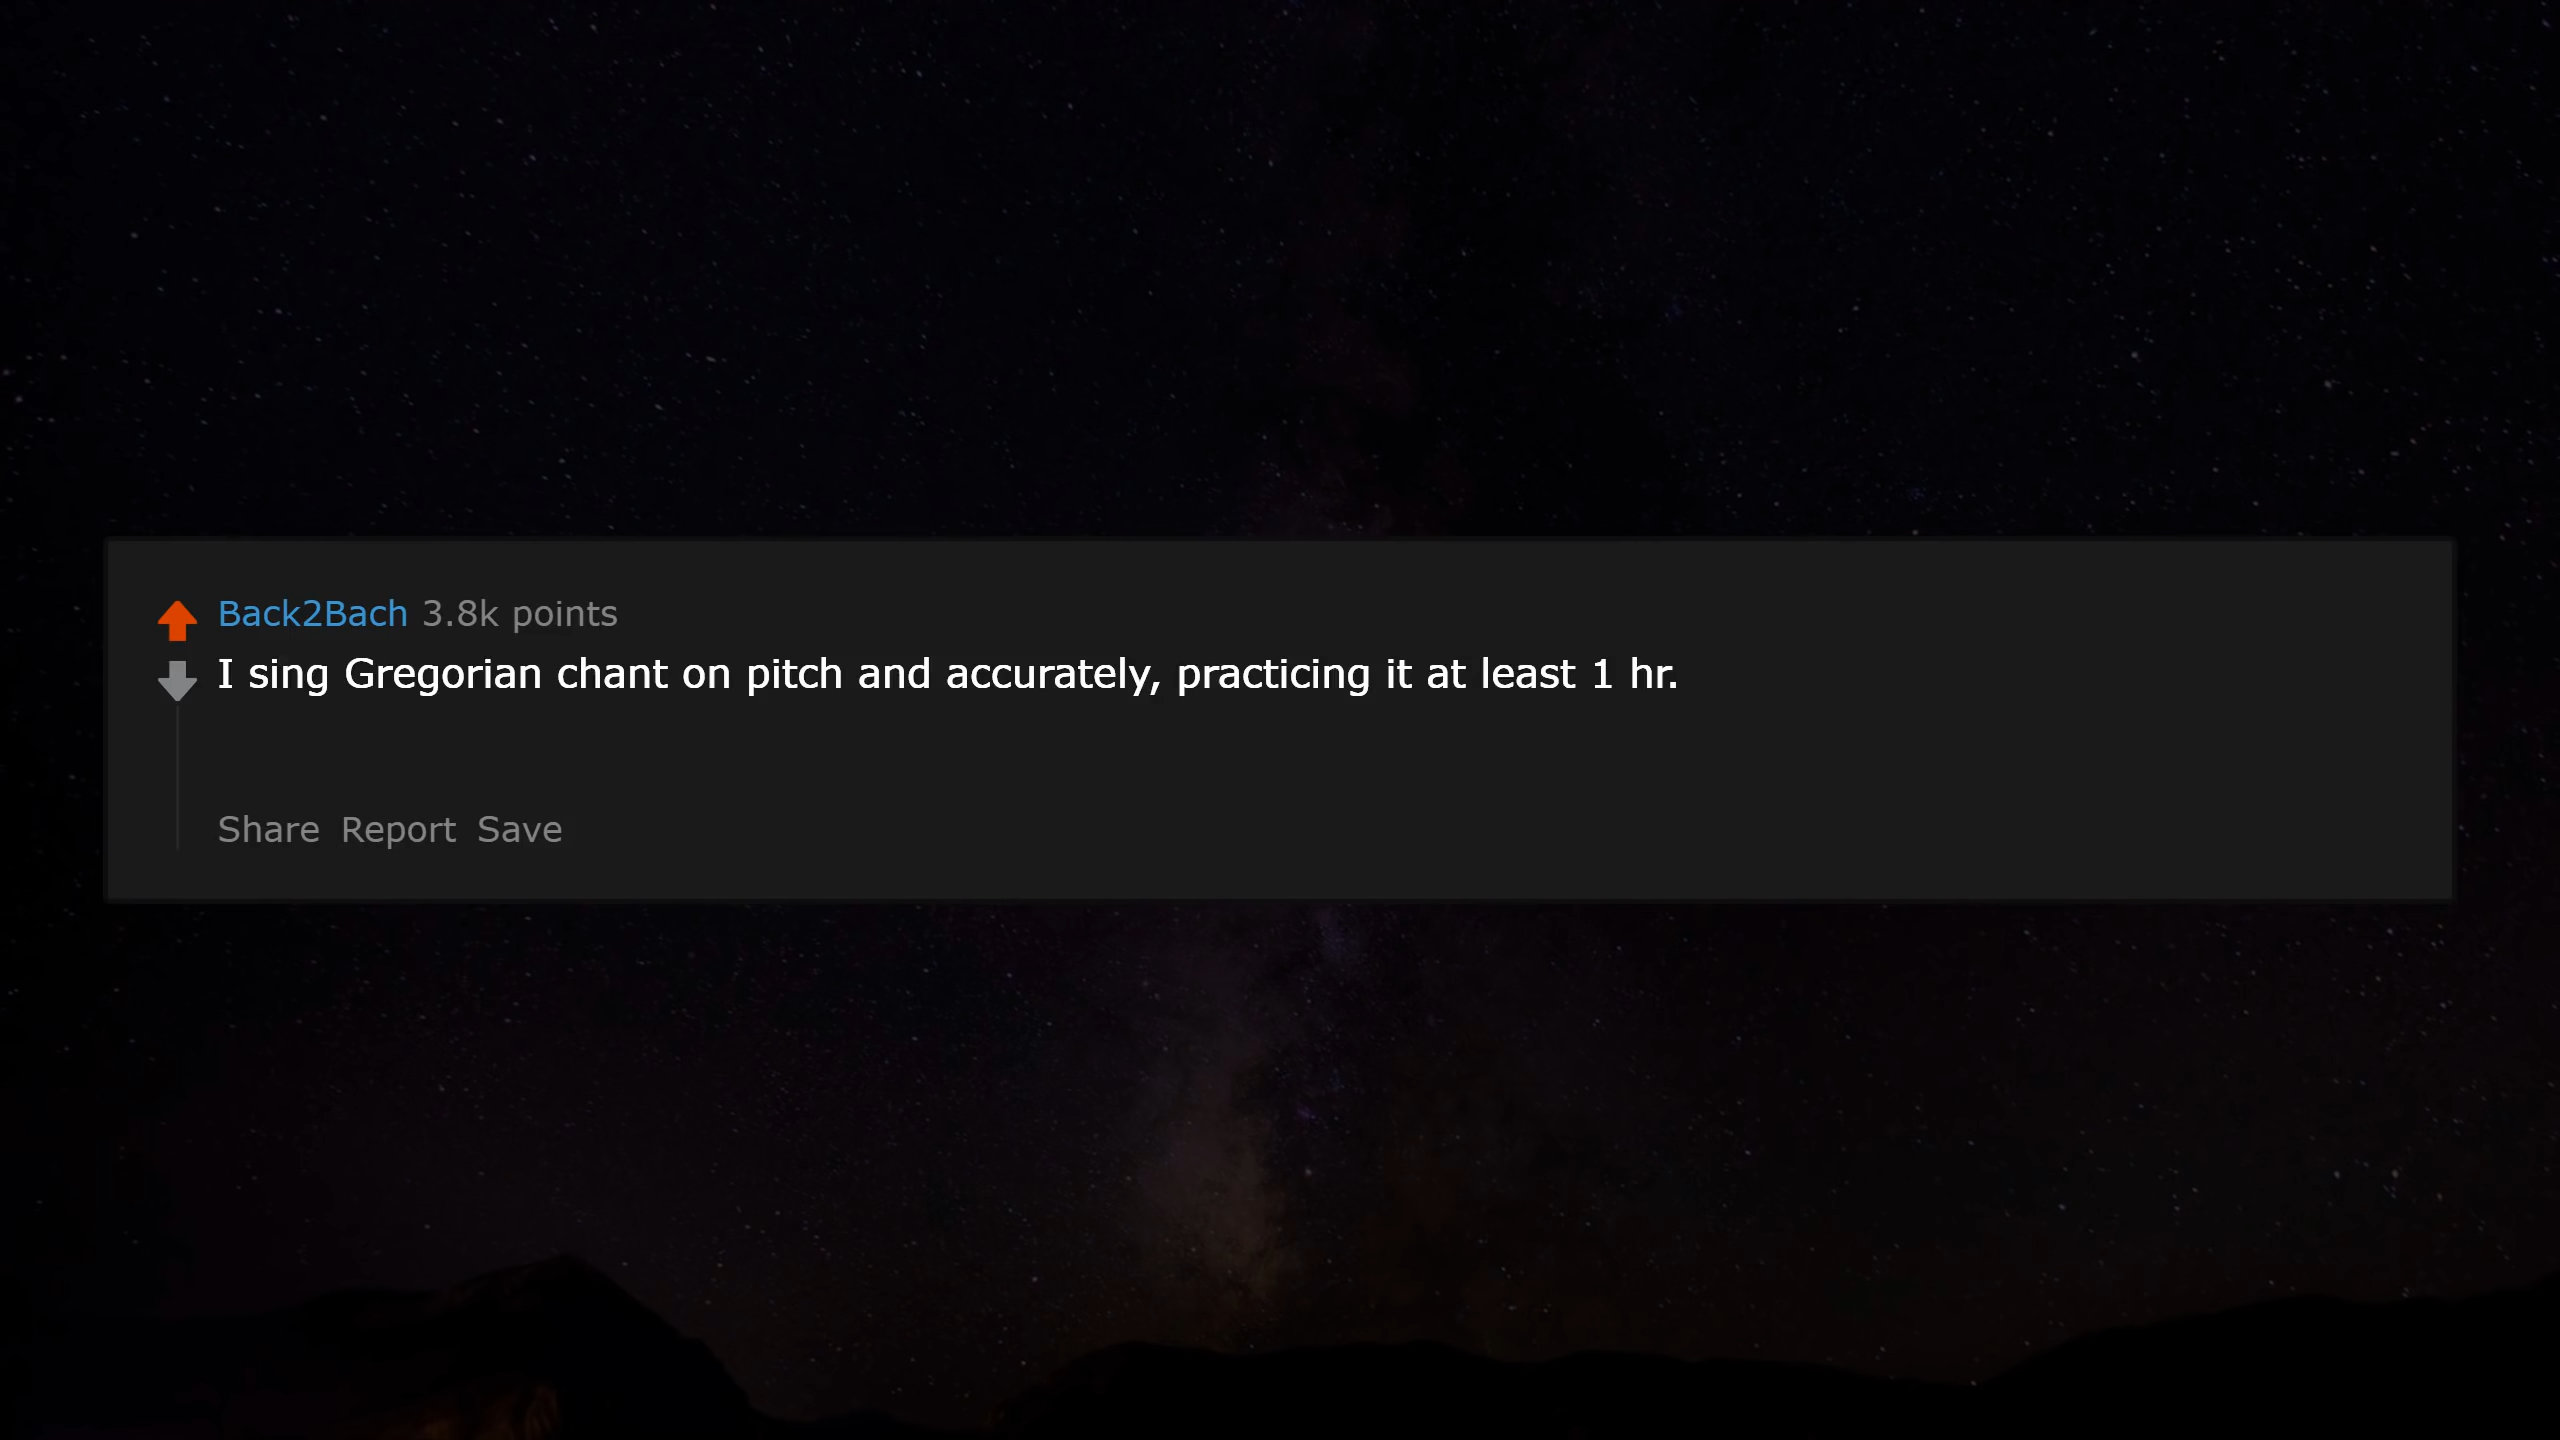 Back2Bach 3.8k points
I sing Gregorian chant on pitch and accurately, practicing it at least 1 hr.
Share Report Save